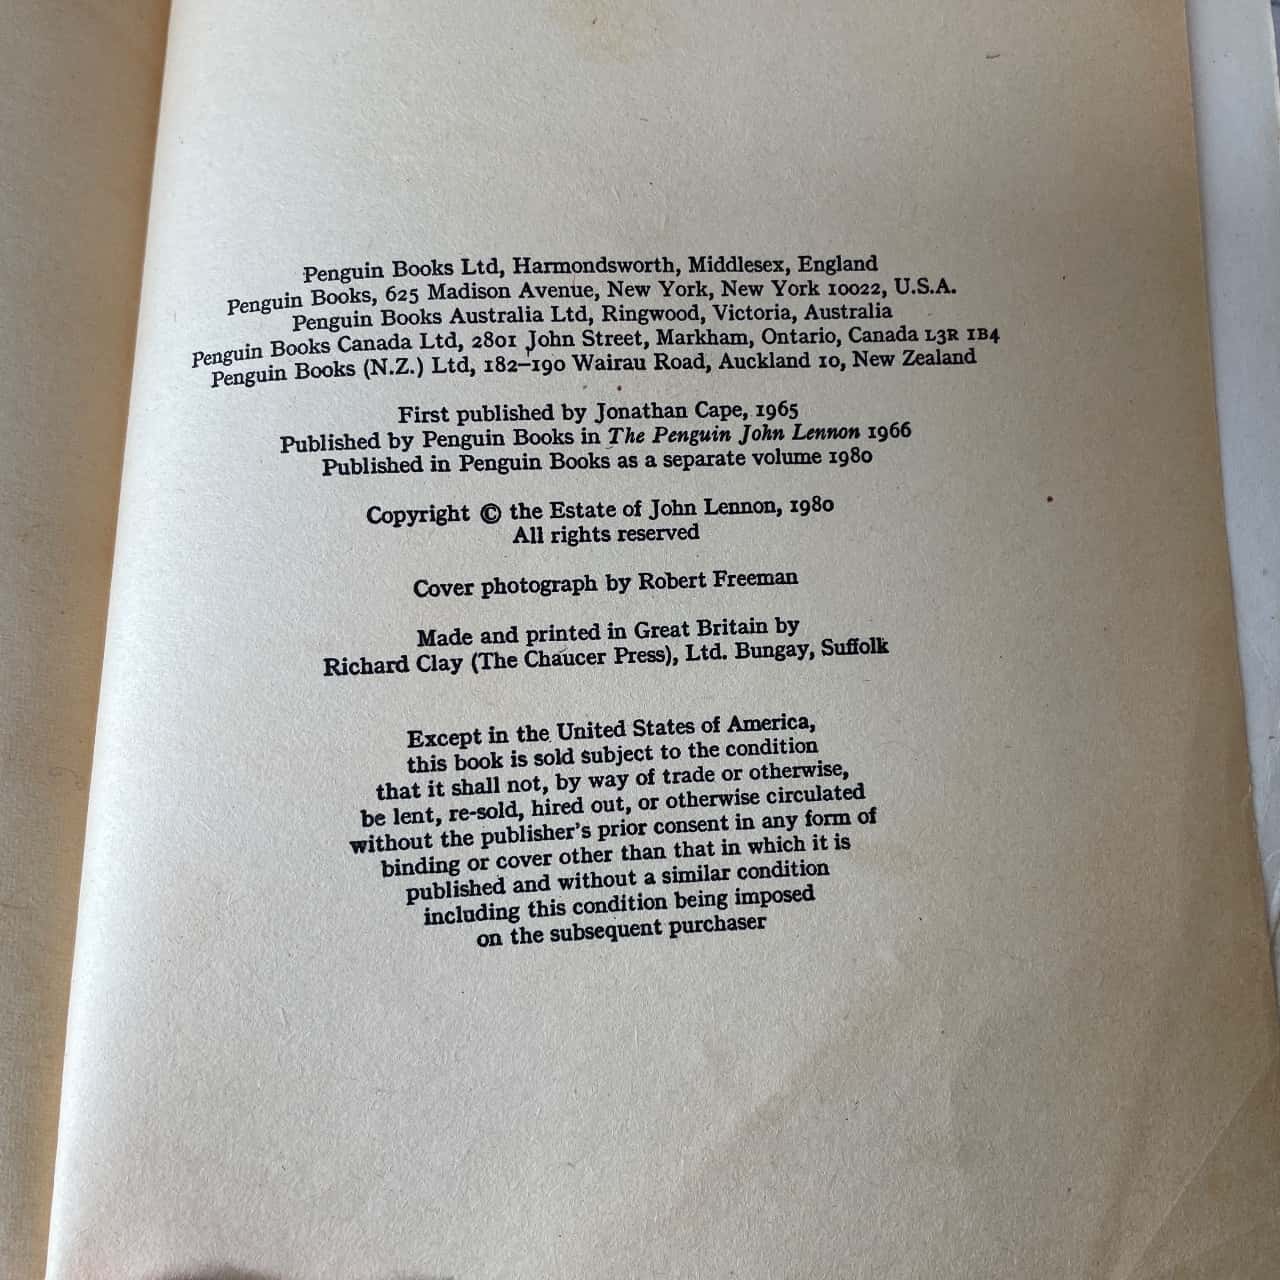 Penguin Books Ltd, Harmondsworth, Middlesex, England
Penguin Books, 625 Madison Avenue, New York, New York 10022, U.S.A.
Penguin Books Australia Ltd, Ringwood, Victoria, Australia
Penguin Books Canada Ltd, 2801 John Street, Markham, Ontario, Canada L3R 1B4
Penguin Books (N.Z.) Ltd, 182–190 Wairau Road, Auckland 10, New Zealand
First published by Jonathan Cape, 1965
Published by Penguin Books in The Penguin John Lennon 1966
Published in Penguin Books as a separate volume 1980
Copyright © the Estate of John Lennon, 1980
All rights reserved
Cover photograph by Robert Freeman
Made and printed in Great Britain by
Richard Clay (The Chaucer Press), Ltd. Bungay, Suffolk
Except in the United States of America,
this book is sold subject to the condition
that it shall not, by way of trade or otherwise,
be lent, re-sold, hired out, or otherwise circulated
without the publisher's prior consent in any form of
binding or cover other than that in which it is
published and without a similar condition
including this condition being imposed
on the subsequent purchaser